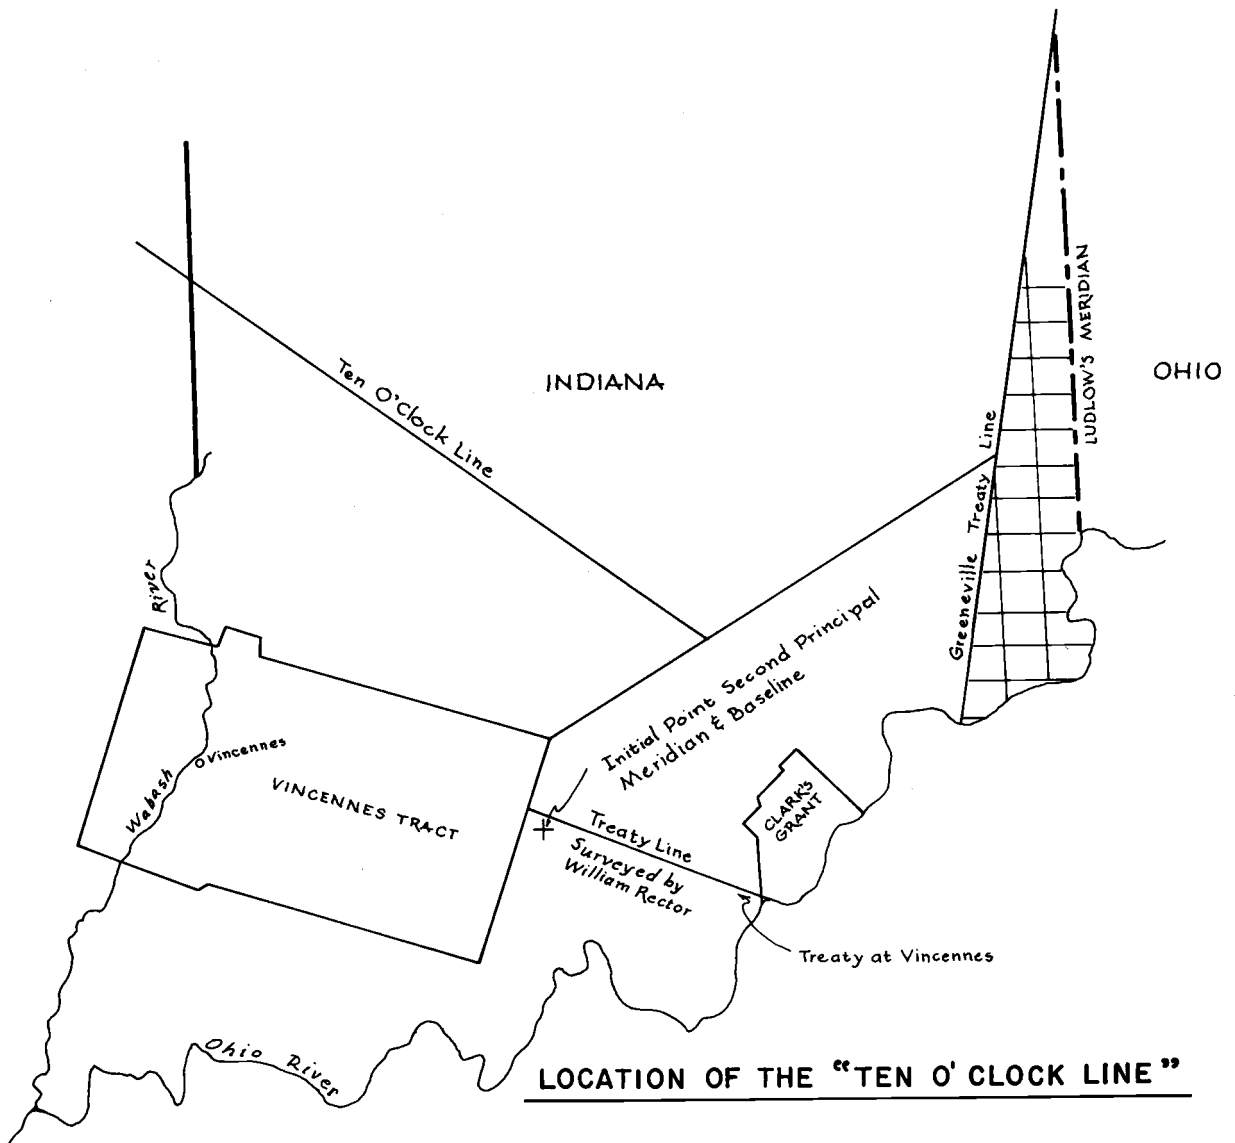 INDIANA
OHIO
Ten O'Clock Line
LUDLOW'S MERIDIAN
Greeneville Treaty Line
Initial Point Second Principal
Meridian & Baseline
Wabash River
Vincennes
VINCENNES TRACT
CLARK'S
GRANT
Treaty Line
Surveyed by
William Rector
Treaty at Vincennes
Ohio River
LOCATION OF THE "TEN O'CLOCK LINE"